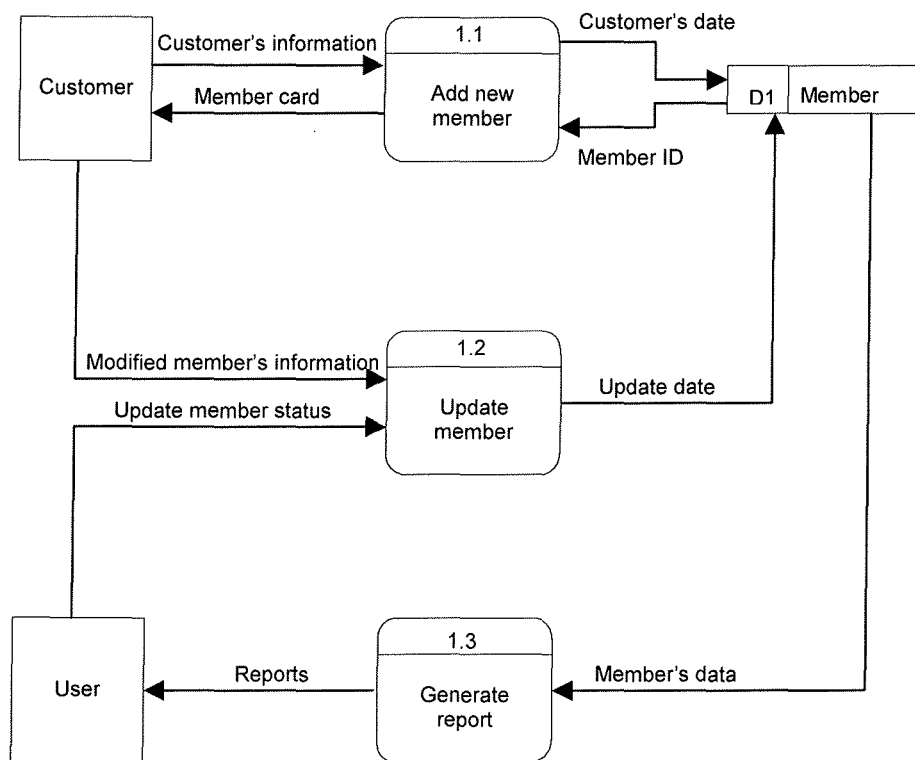 Customer's information
1.1
Customer's date
Customer
Member card
Add new
member
D1 Member
Member ID
Modified member's information
1.2
Update member status
Update
member
Update date
User
Reports
1.3
Generate
report
Member's data